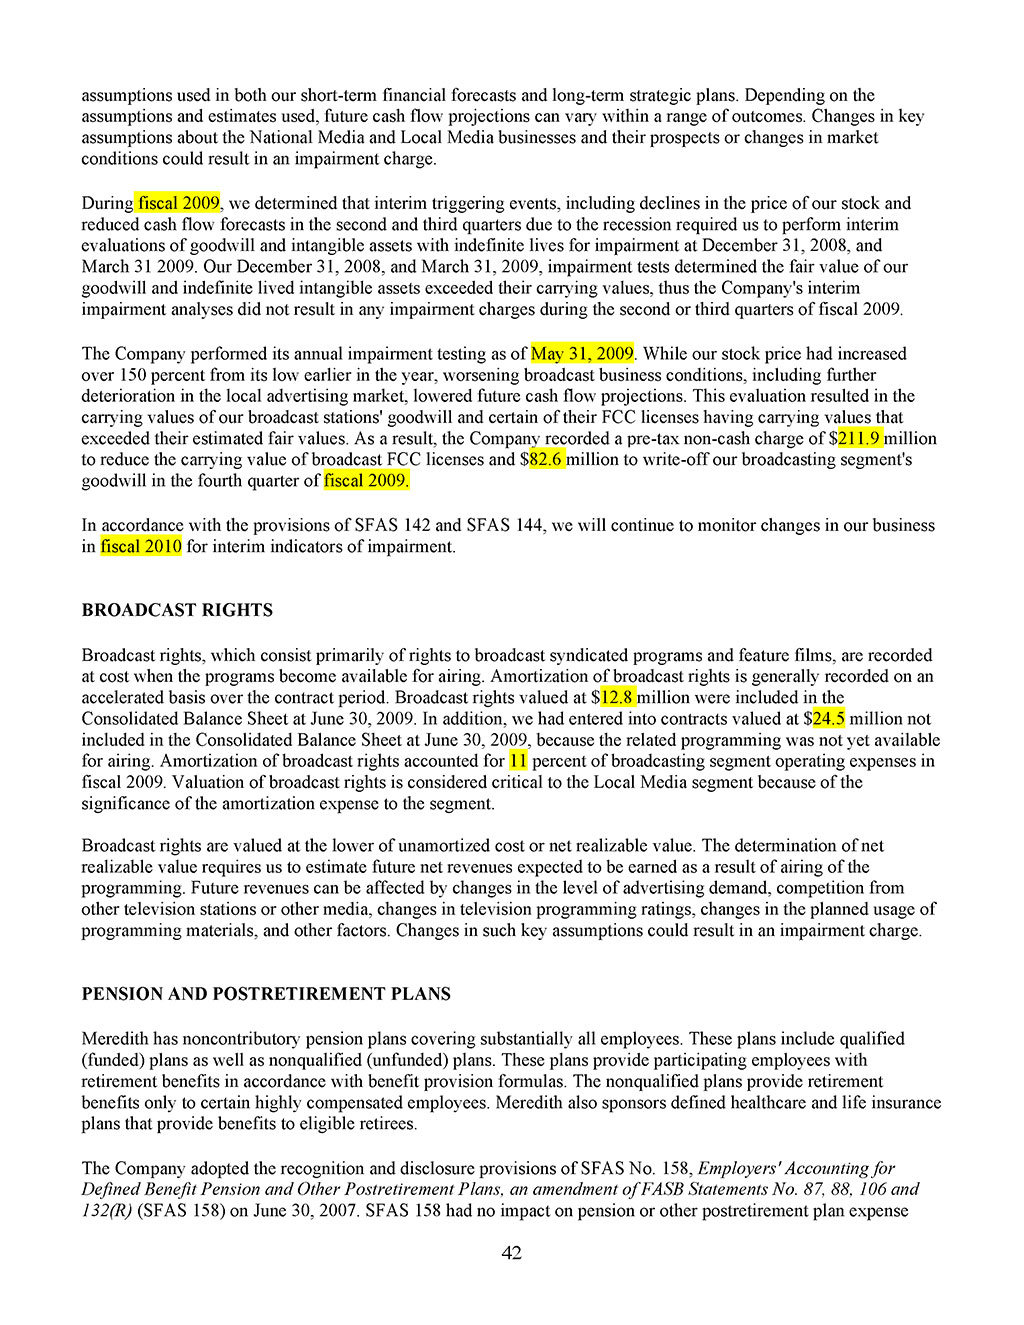 assumptions used in both our short-term financial forecasts and long-term strategic plans. Depending on the
assumptions and estimates used, future cash flow projections can vary within a range of outcomes. Changes in key
assumptions about the National Media and Local Media businesses and their prospects or changes in market
conditions could result in an impairment charge.
During fiscal 2009, we determined that interim triggering events, including declines in the price of our stock and
reduced cash flow forecasts in the second and third quarters due to the recession required us to perform interim
evaluations of goodwill and intangible assets with indefinite lives for impairment at December 31, 2008, and
March 31 2009. Our December 31, 2008, and March 31, 2009, impairment tests determined the fair value of our
goodwill and indefinite lived intangible assets exceeded their carrying values, thus the Company's interim
impairment analyses did not result in any impairment charges during the second or third quarters of fiscal 2009.
The Company performed its annual impairment testing as of May 31, 2009. While our stock price had increased
over 150 percent from its low earlier in the year, worsening broadcast business conditions, including further
deterioration in the local advertising market, lowered future cash flow projections. This evaluation resulted in the
carrying values of our broadcast stations' goodwill and certain of their FCC licenses having carrying values that
exceeded their estimated fair values. As a result, the Company recorded a pre-tax non-cash charge of $211.9 million
to reduce the carrying value of broadcast FCC licenses and $82.6 million to write-off our broadcasting segment's
goodwill in the fourth quarter of fiscal 2009.
In accordance with the provisions of SFAS 142 and SFAS 144, we will continue to monitor changes in our business
in fiscal 2010 for interim indicators of impairment.
BROADCAST RIGHTS
Broadcast rights, which consist primarily of rights to broadcast syndicated programs and feature films, are recorded
at cost when the programs become available for airing. Amortization of broadcast rights is generally recorded on an
accelerated basis over the contract period. Broadcast rights valued at $12.8 million were included in the
Consolidated Balance Sheet at June 30, 2009. In addition, we had entered into contracts valued at $24.5 million not
included in the Consolidated Balance Sheet at June 30, 2009, because the related programming was not yet available
for airing. Amortization of broadcast rights accounted for 11 percent of broadcasting segment operating expenses in
fiscal 2009. Valuation of broadcast rights is considered critical to the Local Media segment because of the
significance of the amortization expense to the segment.
Broadcast rights are valued at the lower of unamortized cost or net realizable value. The determination of net
realizable value requires us to estimate future net revenues expected to be earned as a result of airing of the
programming. Future revenues can be affected by changes in the level of advertising demand, competition from
other television stations or other media, changes in television programming ratings, changes in the planned usage of
programming materials, and other factors. Changes in such key assumptions could result in an impairment charge.
PENSION AND POSTRETIREMENT PLANS
Meredith has noncontributory pension plans covering substantially all employees. These plans include qualified
(funded) plans as well as nonqualified (unfunded) plans. These plans provide participating employees with
retirement benefits in accordance with benefit provision formulas. The nonqualified plans provide retirement
benefits only to certain highly compensated employees. Meredith also sponsors defined healthcare and life insurance
plans that provide benefits to eligible retirees.
The Company adopted the recognition and disclosure provisions of SFAS No. 158, Employers' Accounting for
Defined Benefit Pension and Other Postretirement Plans, an amendment of FASB Statements No. 87, 88, 106 and
132(R) (SFAS 158) on June 30, 2007. SFAS 158 had no impact on pension or other postretirement plan expense
42